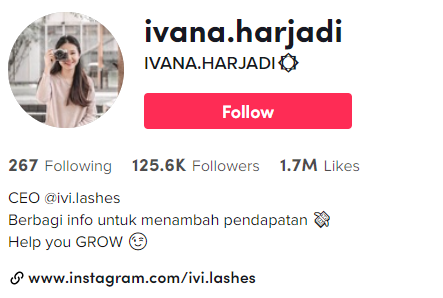 ivana.harjadi
IVANA.HARJADI
Follow
267 Following 125.6K Followers 1.7M Likes
CEO @ivi.lashes
Berbagi info untuk menambah pendapatan 💸
Help you GROW 😉
www.instagram.com/ivi.lashes